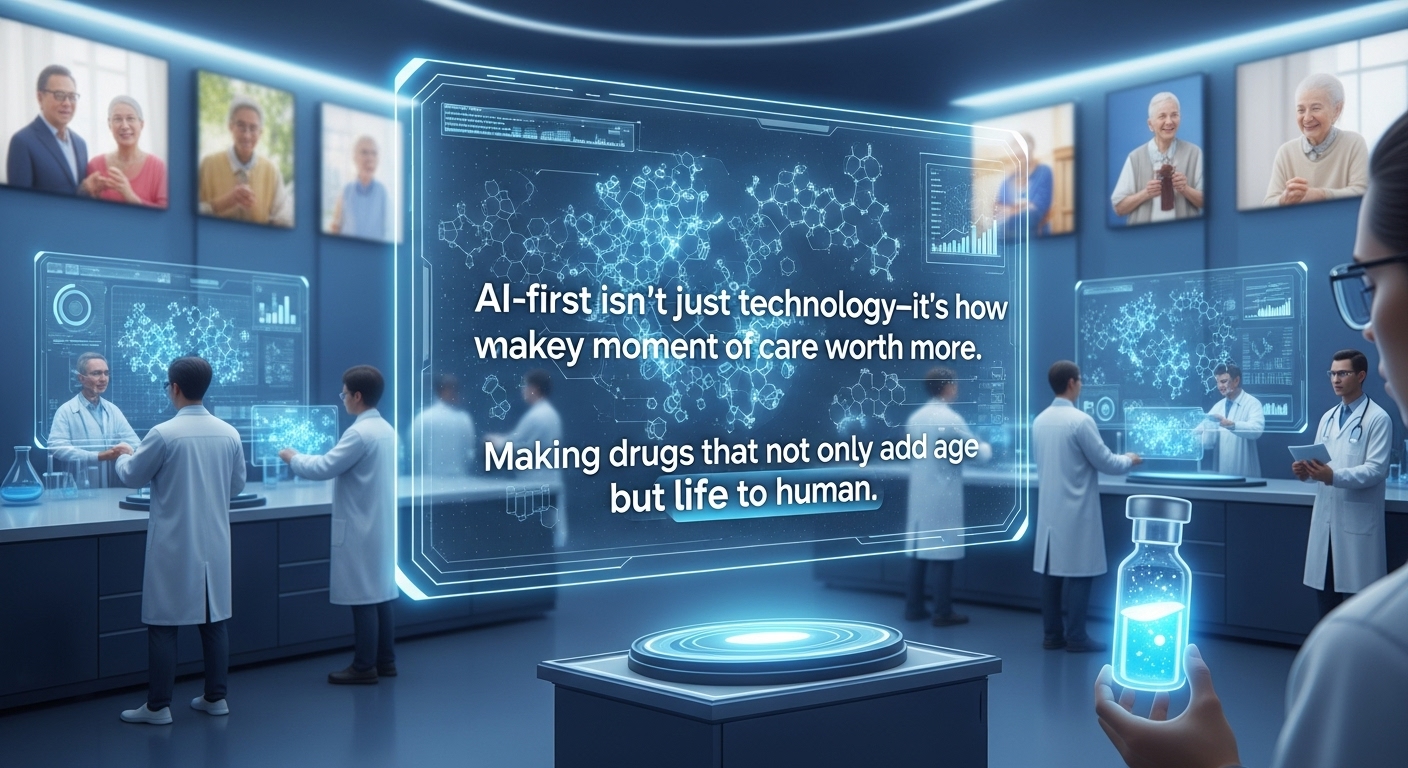 AI-first isn't just technology–it's how
wnakey moment of care worth more.
Making drugs that not only add age
but life to human.